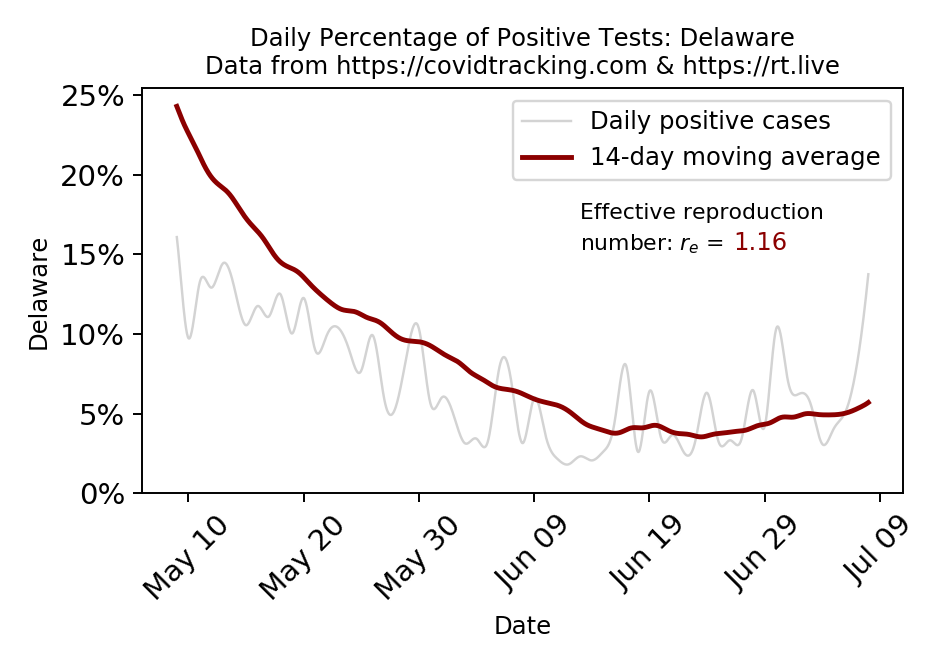 Daily Percentage of Positive Tests: Delaware
Data from https://covidtracking.com & https://rt.live
25%
Daily positive cases
14-day moving average
20%
Effective reproduction
number: rₑ = 1.16
15%
Delaware
10%
5%
0%
May 10
May 20
May 30
Jun 09
Jun 19
Jun 29
Jul 09
Date